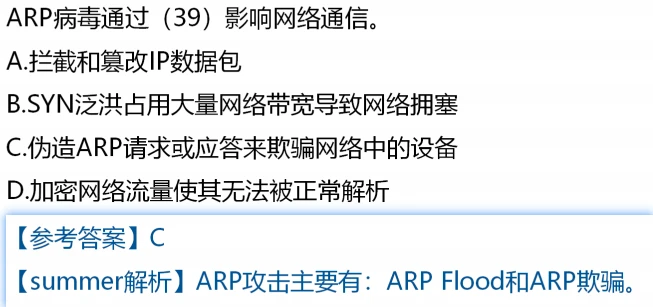 ARP病毒通过（39）影响网络通信。
A.拦截和篡改IP数据包
B.SYN泛洪占用大量网络带宽导致网络拥塞
C.伪造ARP请求或应答来欺骗网络中的设备
D.加密网络流量使其无法被正常解析
【参考答案】C
【summer解析】ARP攻击主要有：ARP Flood和ARP欺骗。